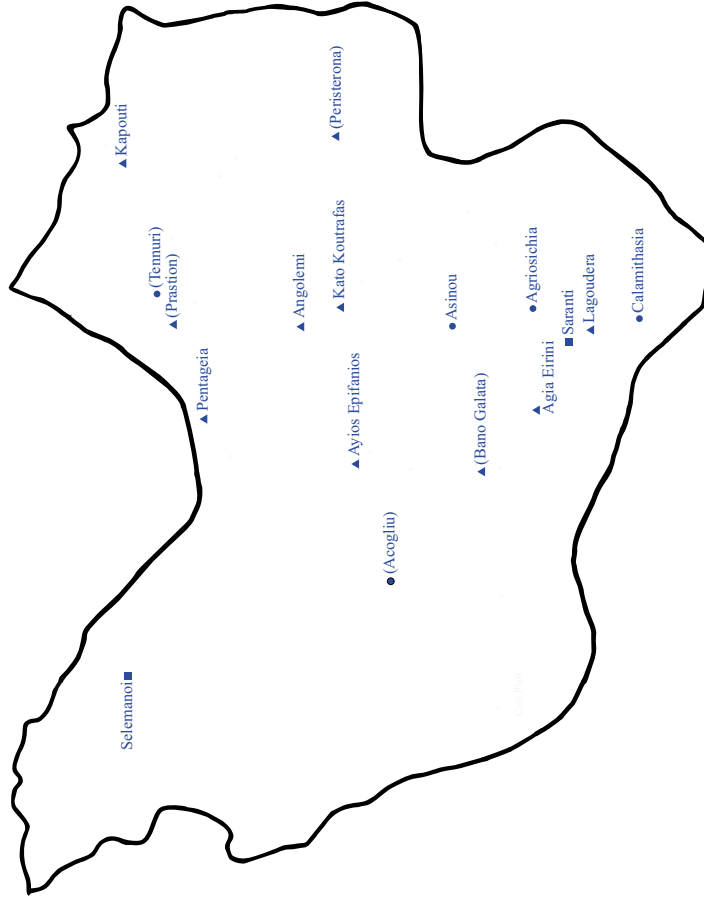 Kapouti
Selemanoi
(Tennuri)
(Prastion)
Pentageia
Angolemi
(Peristerona)
Kato Koutrafas
Ayios Epifanios
(Acogliu)
Asinou
(Bano Galata)
Agriosichia
Agia Eirini
Saranti
Lagoudera
Calamithasia